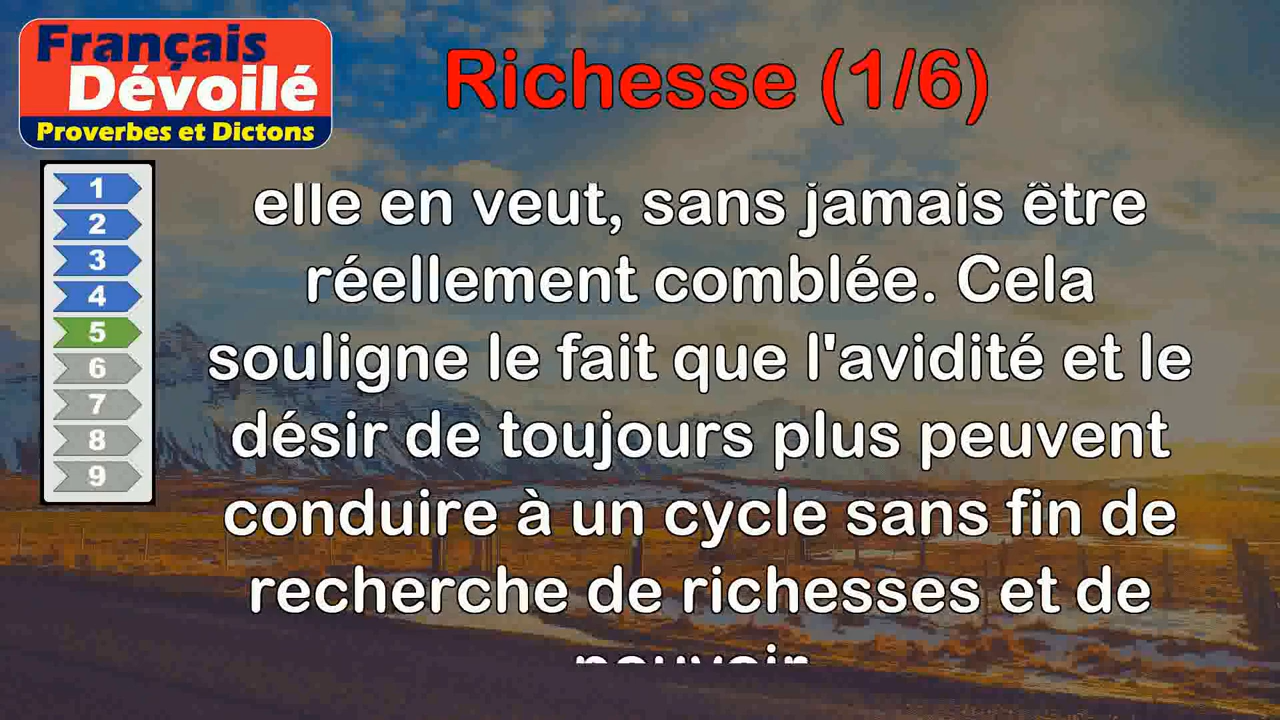 Français
Dévoilé
Proverbes et Dictons
Richesse (1/6)
1
2
3
4
5
6
7
8
9
elle en veut, sans jamais être
réellement comblée. Cela
souligne le fait que l'avidité et le
désir de toujours plus peuvent
conduire à un cycle sans fin de
recherche de richesses et de
pouvoir